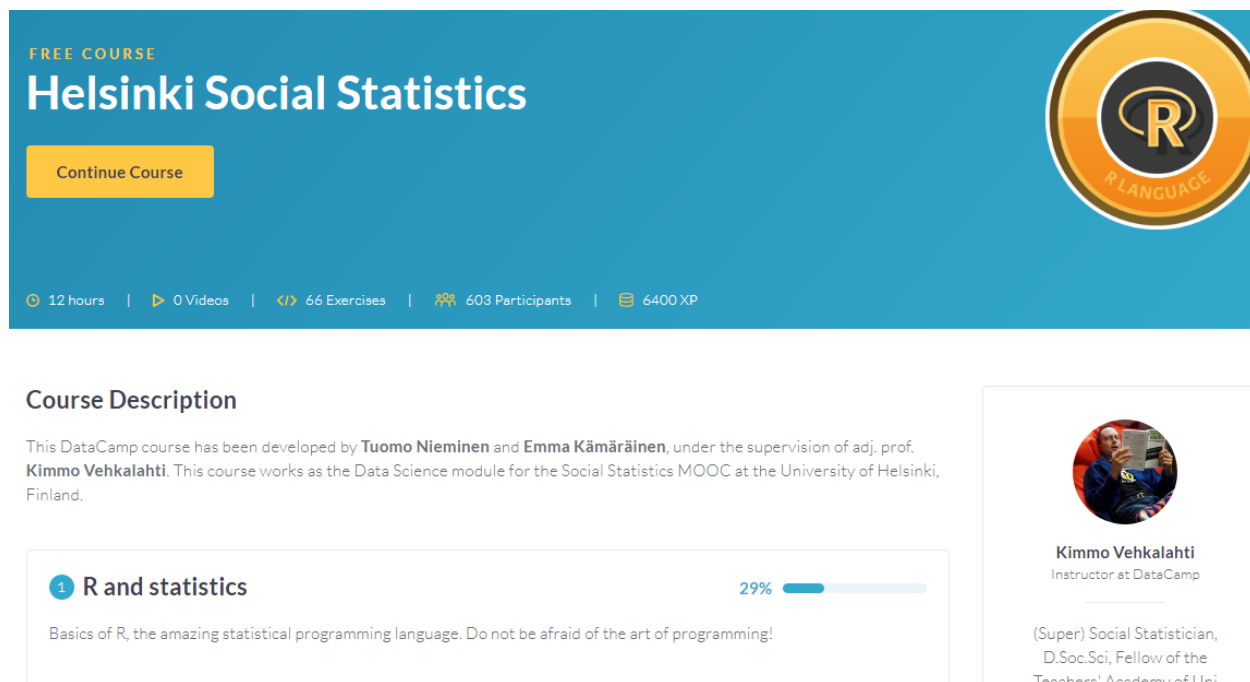 FREE COURSE
Helsinki Social Statistics
Continue Course
R
R LANGUAGE
12 hours | 0 Videos | </> 66 Exercises | 603 Participants | 6400 XP
Course Description
This DataCamp course has been developed by Tuomo Nieminen and Emma Kämäräinen, under the supervision of adj. prof.
Kimmo Vehkalahti. This course works as the Data Science module for the Social Statistics MOOC at the University of Helsinki,
Finland.
1 R and statistics
29%
Basics of R, the amazing statistical programming language. Do not be afraid of the art of programming!
Kimmo Vehkalahti
Instructor at DataCamp
(Super) Social Statistician,
D.Soc.Sci, Fellow of the
Teachers' Academy of Uni